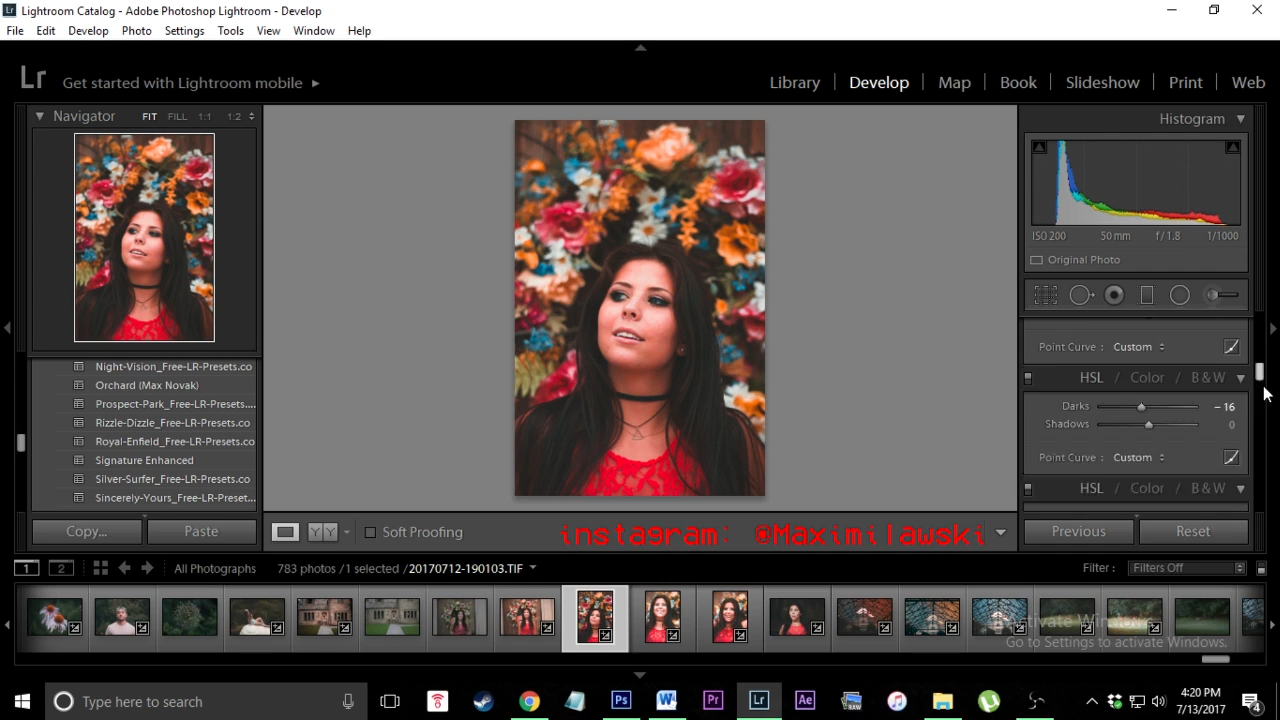 Lightroom Catalog - Adobe Photoshop Lightroom - Develop
File Edit Develop Photo Settings Tools View Window Help
Lr Get started with Lightroom mobile
Library Develop Map Book Slideshow Print Web
Navigator FIT FILL 1:1 1:2
Histogram
ISO 200 50 mm f / 1.8 1/1000
Original Photo
Point Curve : Custom
HSL / Color / B & W
Darks - 16
Shadows 0
Point Curve : Custom
HSL / Color / B & W
Night-Vision_Free-LR-Presets.co
Orchard (Max Novak)
Prospect-Park_Free-LR-Presets....
Rizzle-Dizzle_Free-LR-Presets.co
Royal-Enfield_Free-LR-Presets.co
Signature Enhanced
Silver-Surfer_Free-LR-Presets.co
Sincerely-Yours_Free-LR-Preset...
Copy... Paste
Y Y Soft Proofing
instagram: @Maximilawski
Previous Reset
1 2 All Photographs 783 photos / 1 selected / 20170712-190103.TIF
Filter : Filters Off
Activate Windows
Go to Settings to activate Windows.
Type here to search
Ps Pr Lr Ae RAW
4:20 PM
7/13/2017
4